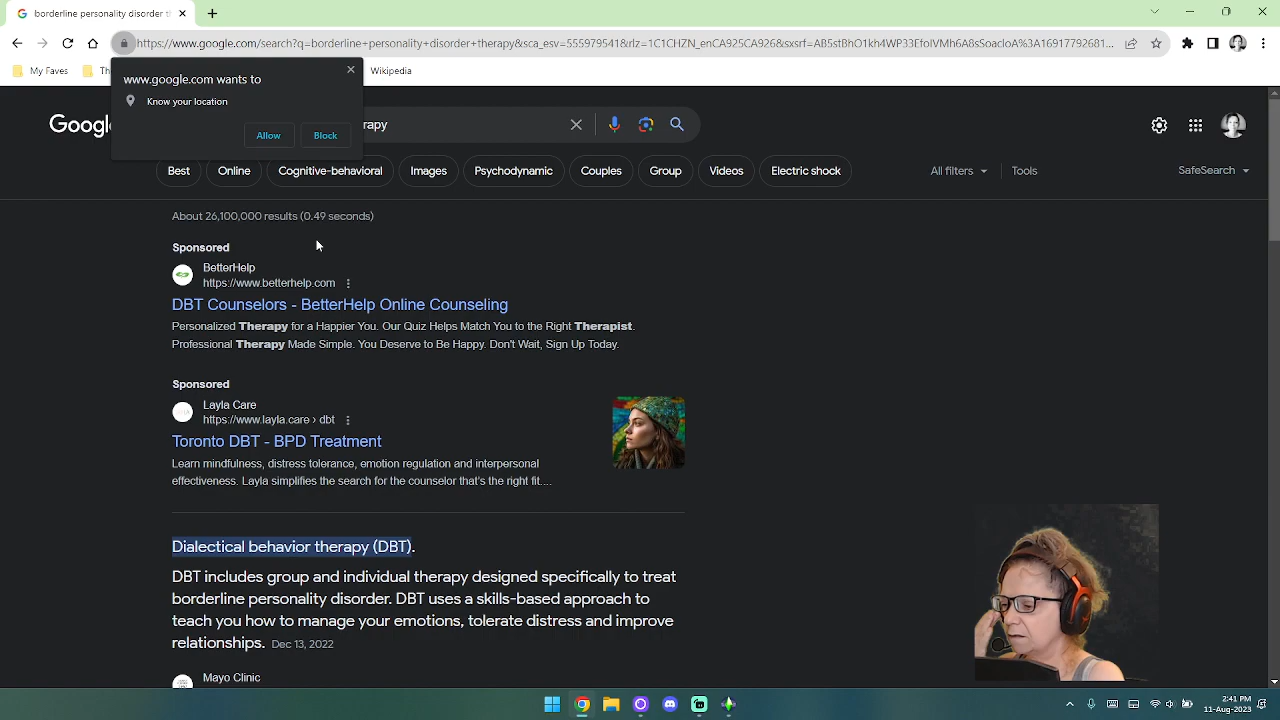 borderline personality disorder t
https://www.google.com/search?q=borderline+personality+disorder+therapy&sca_esv=555979541&rlz=1C1CHZN_enCA925CA926&sxsrf=AB5stBhO1kh4WP33EfoIVMh6A8sSoacloA%3A16917792681...
My Faves
Th
Wikipedia
www.google.com wants to
Know your location
Allow
Block
Google
rapy
Best
Online
Cognitive-behavioral
Images
Psychodynamic
Couples
Group
Videos
Electric shock
All filters
Tools
SafeSearch
About 26,100,000 results (0.49 seconds)
Sponsored
BetterHelp
https://www.betterhelp.com
DBT Counselors - BetterHelp Online Counseling
Personalized Therapy for a Happier You. Our Quiz Helps Match You to the Right Therapist.
Professional Therapy Made Simple. You Deserve to Be Happy. Don't Wait, Sign Up Today.
Sponsored
Layla Care
https://www.layla.care › dbt
Toronto DBT - BPD Treatment
Learn mindfulness, distress tolerance, emotion regulation and interpersonal
effectiveness. Layla simplifies the search for the counselor that's the right fit....
Dialectical behavior therapy (DBT).
DBT includes group and individual therapy designed specifically to treat
borderline personality disorder. DBT uses a skills-based approach to
teach you how to manage your emotions, tolerate distress and improve
relationships. Dec 13, 2022
Mayo Clinic
2:41 PM
11-Aug-2023